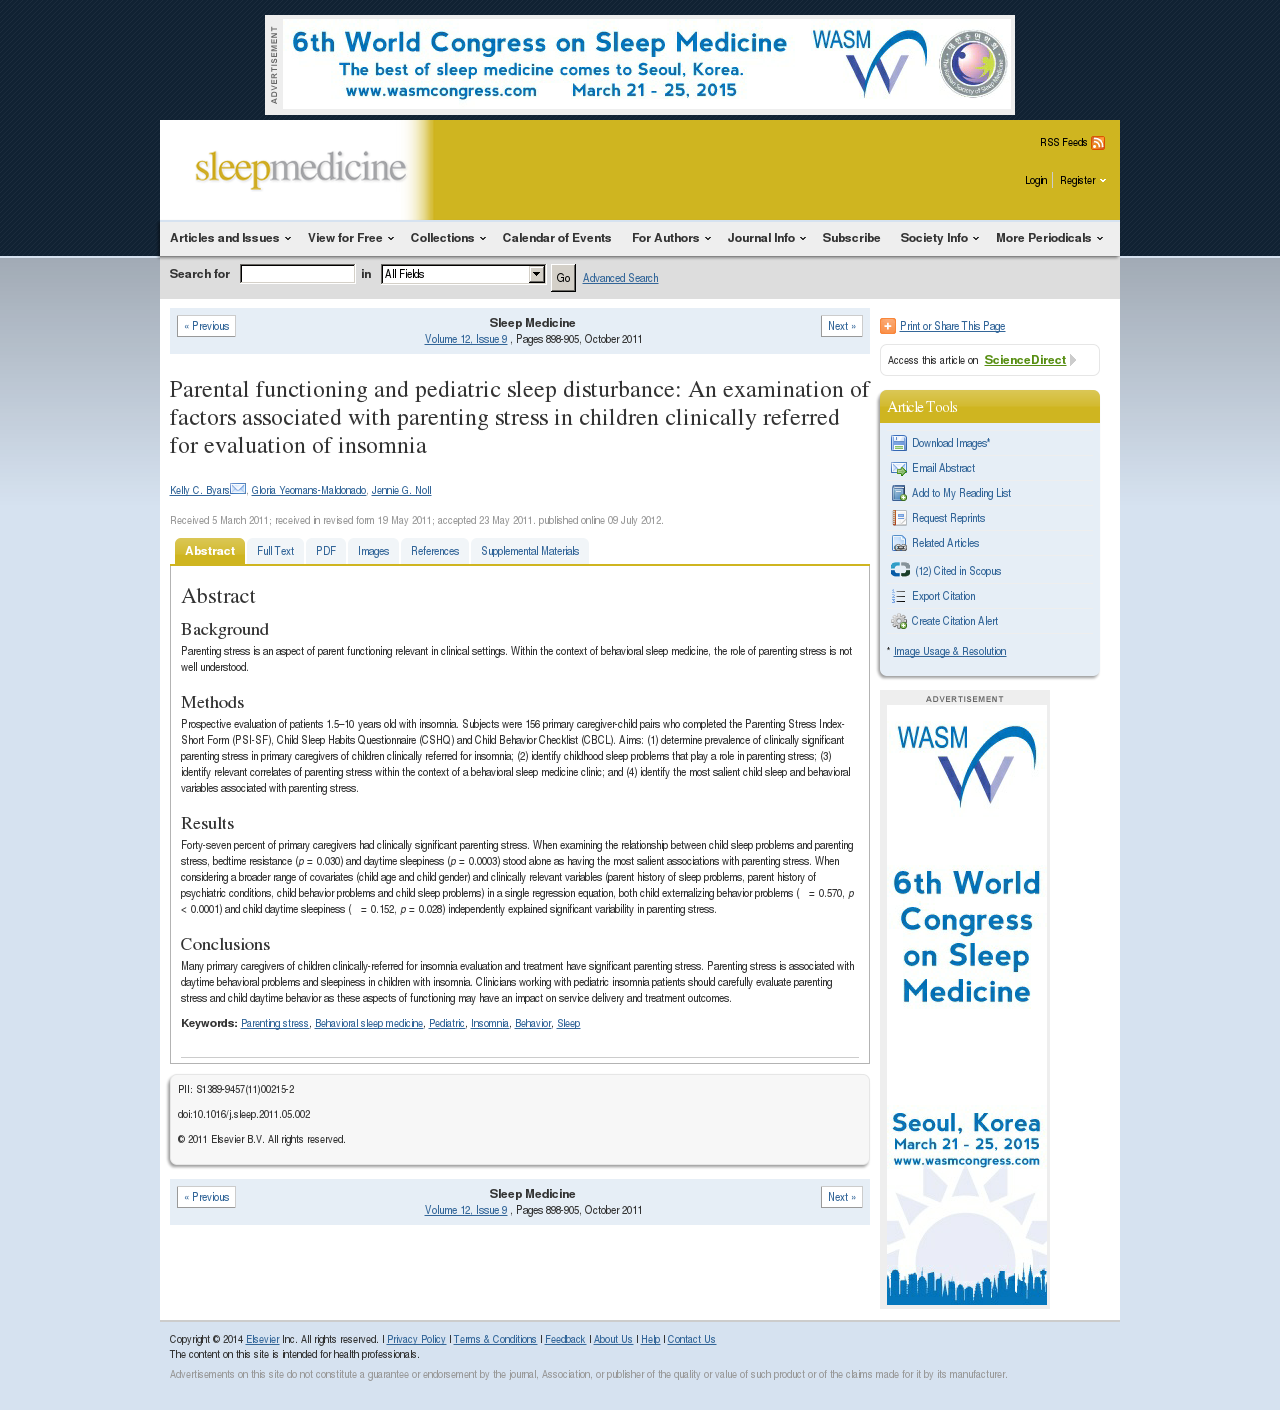 ADVERTISEMENT
6th World Congress on Sleep Medicine
The best of sleep medicine comes to Seoul, Korea.
www.wasmcongress.com March 21 - 25, 2015
WASM
sleepmedicine
RSS Feeds
Login Register
Articles and Issues View for Free Collections Calendar of Events For Authors Journal Info Subscribe Society Info More Periodicals
Search for in All Fields Go Advanced Search
« Previous
Sleep Medicine
Volume 12, Issue 9 , Pages 898-905, October 2011
Next »
Parental functioning and pediatric sleep disturbance: An examination of
factors associated with parenting stress in children clinically referred
for evaluation of insomnia
Kelly C. Byars, Gloria Yeomans-Maldonado, Jennie G. Noll
Received 5 March 2011; received in revised form 19 May 2011; accepted 23 May 2011. published online 09 July 2012.
Abstract Full Text PDF Images References Supplemental Materials
Abstract
Background
Parenting stress is an aspect of parent functioning relevant in clinical settings. Within the context of behavioral sleep medicine, the role of parenting stress is not
well understood.
Methods
Prospective evaluation of patients 1.5–10 years old with insomnia. Subjects were 156 primary caregiver-child pairs who completed the Parenting Stress Index-
Short Form (PSI-SF), Child Sleep Habits Questionnaire (CSHQ) and Child Behavior Checklist (CBCL). Aims: (1) determine prevalence of clinically significant
parenting stress in primary caregivers of children clinically referred for insomnia; (2) identify childhood sleep problems that play a role in parenting stress; (3)
identify relevant correlates of parenting stress within the context of a behavioral sleep medicine clinic; and (4) identify the most salient child sleep and behavioral
variables associated with parenting stress.
Results
Forty-seven percent of primary caregivers had clinically significant parenting stress. When examining the relationship between child sleep problems and parenting
stress, bedtime resistance (p = 0.030) and daytime sleepiness (p = 0.0003) stood alone as having the most salient associations with parenting stress. When
considering a broader range of covariates (child age and child gender) and clinically relevant variables (parent history of sleep problems, parent history of
psychiatric conditions, child behavior problems and child sleep problems) in a single regression equation, both child externalizing behavior problems ( = 0.570, p
< 0.0001) and child daytime sleepiness ( = 0.152, p = 0.028) independently explained significant variability in parenting stress.
Conclusions
Many primary caregivers of children clinically-referred for insomnia evaluation and treatment have significant parenting stress. Parenting stress is associated with
daytime behavioral problems and sleepiness in children with insomnia. Clinicians working with pediatric insomnia patients should carefully evaluate parenting
stress and child daytime behavior as these aspects of functioning may have an impact on service delivery and treatment outcomes.
Keywords: Parenting stress, Behavioral sleep medicine, Pediatric, Insomnia, Behavior, Sleep
PII: S1389-9457(11)00215-2
doi:10.1016/j.sleep.2011.05.002
© 2011 Elsevier B.V. All rights reserved.
« Previous
Sleep Medicine
Volume 12, Issue 9 , Pages 898-905, October 2011
Next »
Print or Share This Page
Access this article on ScienceDirect
Article Tools
Download Images*
Email Abstract
Add to My Reading List
Request Reprints
Related Articles
(12) Cited in Scopus
Export Citation
Create Citation Alert
* Image Usage & Resolution
ADVERTISEMENT
WASM
6th World
Congress
on Sleep
Medicine
Seoul, Korea
March 21 - 25, 2015
www.wasmcongress.com
Copyright © 2014 Elsevier Inc. All rights reserved. | Privacy Policy | Terms & Conditions | Feedback | About Us | Help | Contact Us
The content on this site is intended for health professionals.
Advertisements on this site do not constitute a guarantee or endorsement by the journal, Association, or publisher of the quality or value of such product or of the claims made for it by its manufacturer.